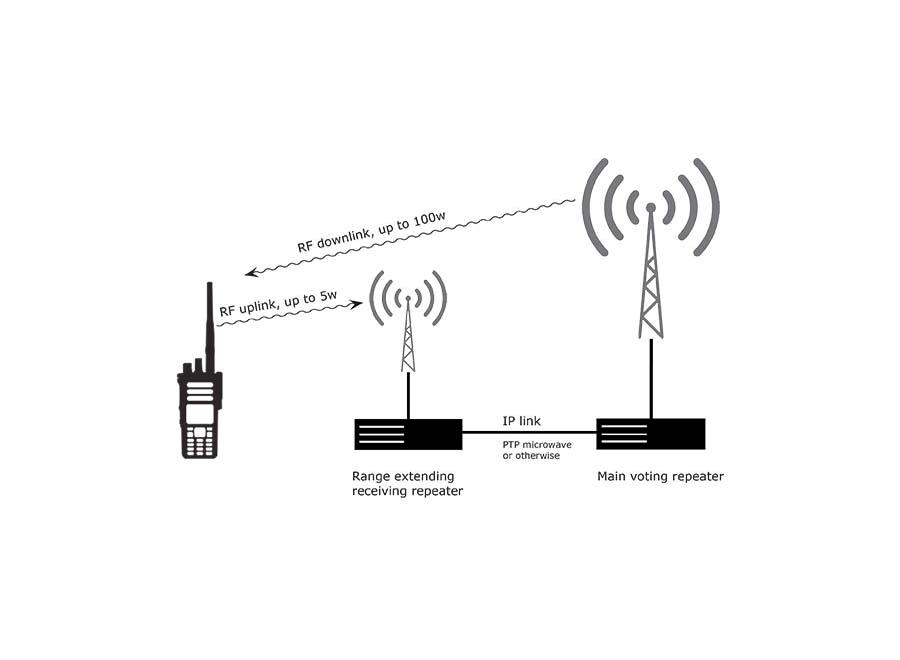 RF downlink, up to 100w
RF uplink, up to 5w
IP link
PTP microwave
or otherwise
Range extending
receiving repeater
Main voting repeater